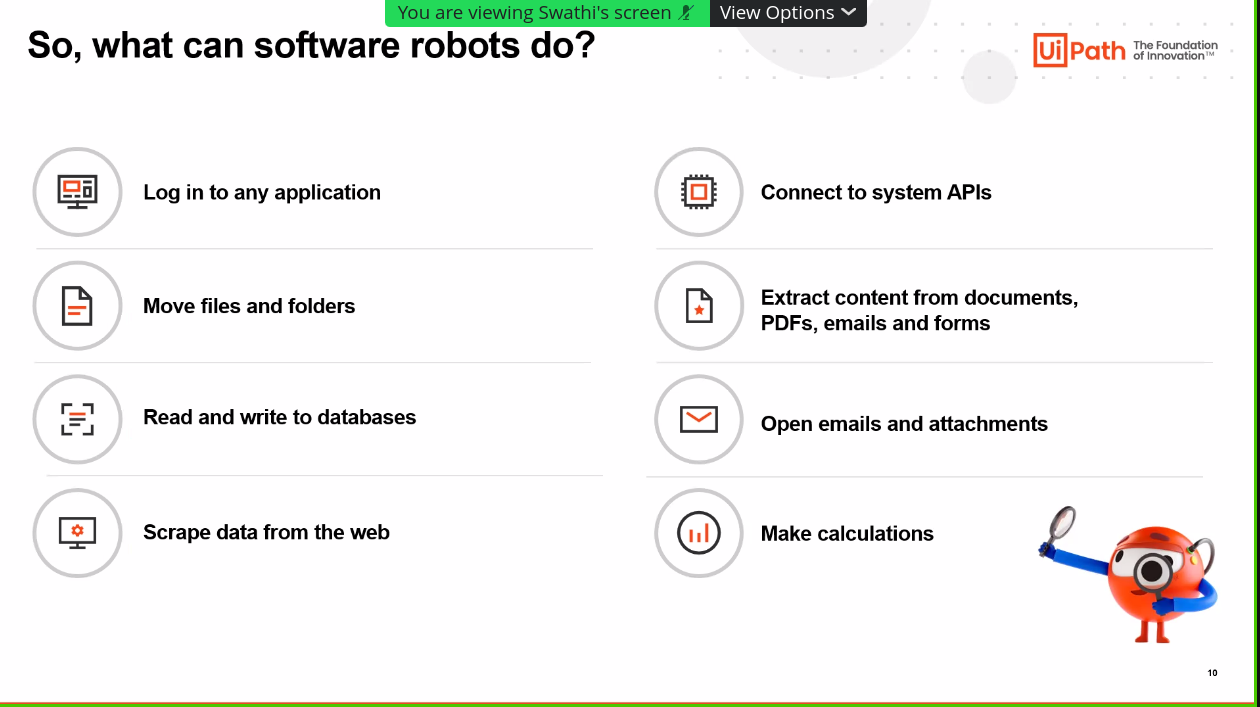 You are viewing Swathi's screen
View Options
So, what can software robots do?
UiPath
The Foundation
of Innovation™
Log in to any application
Connect to system APIs
Move files and folders
Extract content from documents,
PDFs, emails and forms
Read and write to databases
Open emails and attachments
Scrape data from the web
Make calculations
10